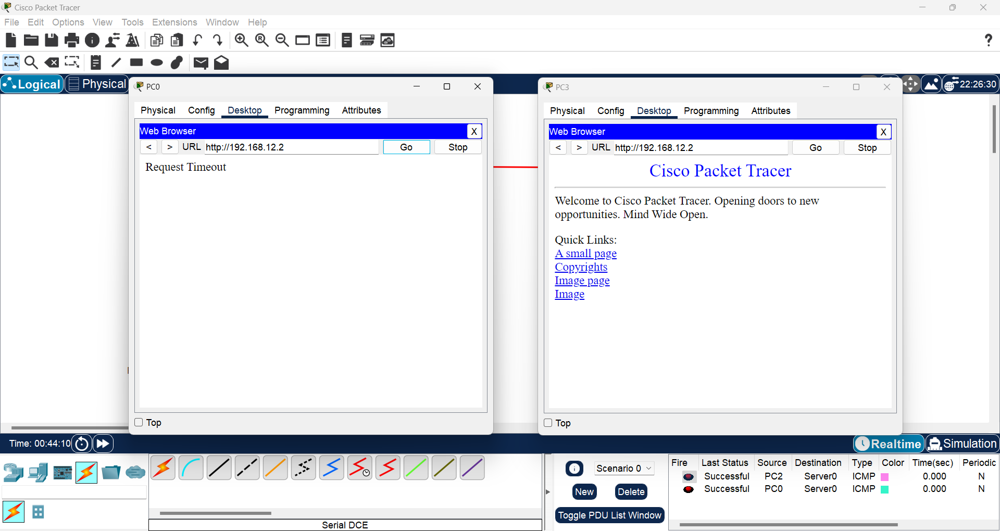 Cisco Packet Tracer
File Edit Options View Tools Extensions Window Help
Logical Physical 22:26:30
PC0
Physical Config Desktop Programming Attributes
Web Browser X
< > URL http://192.168.12.2 Go Stop
Request Timeout
Top
PC3
Physical Config Desktop Programming Attributes
Web Browser X
< > URL http://192.168.12.2 Go Stop
Cisco Packet Tracer
Welcome to Cisco Packet Tracer. Opening doors to new
opportunities. Mind Wide Open.
Quick Links:
A small page
Copyrights
Image page
Image
Top
Time: 00:44:10 Realtime Simulation
Serial DCE
Scenario 0
New Delete
Toggle PDU List Window
Fire Last Status Source Destination Type Color Time(sec) Periodic
Successful PC2 Server0 ICMP 0.000 N
Successful PC0 Server0 ICMP 0.000 N